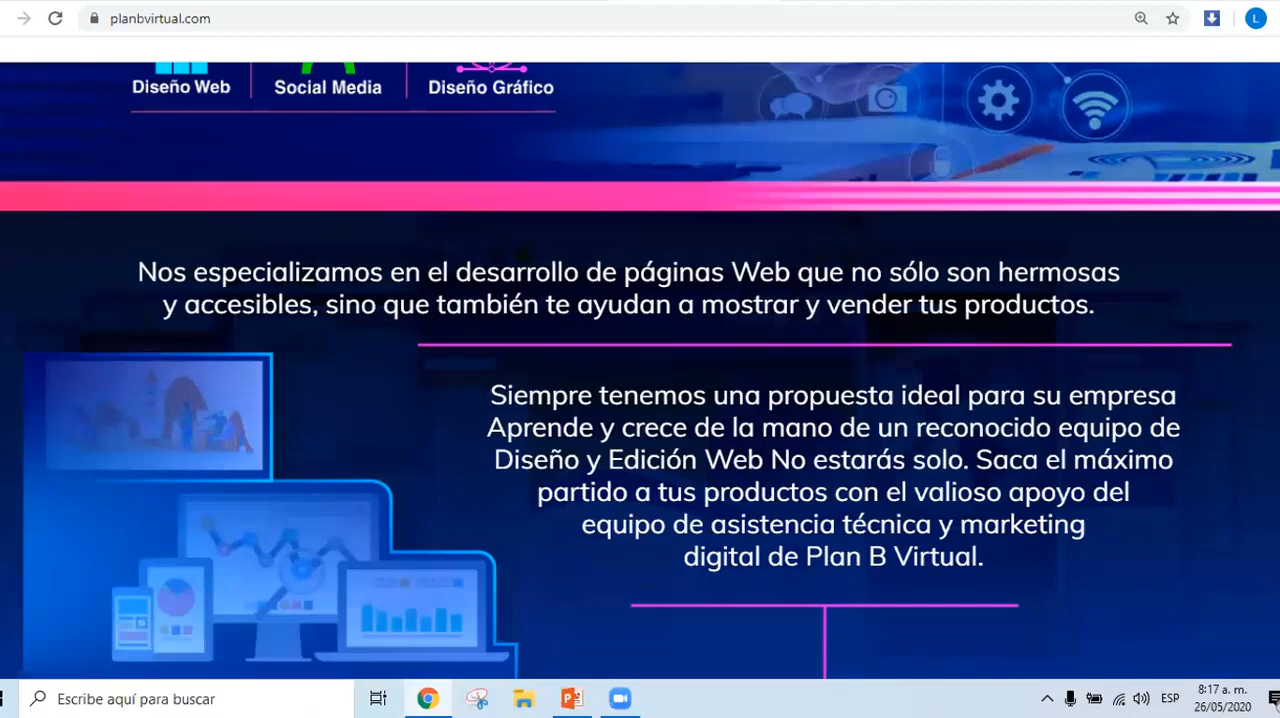 planbvirtual.com
L
Diseño Web
Social Media
Diseño Gráfico
Nos especializamos en el desarrollo de páginas Web que no sólo son hermosas
y accesibles, sino que también te ayudan a mostrar y vender tus productos.
Siempre tenemos una propuesta ideal para su empresa
Aprende y crece de la mano de un reconocido equipo de
Diseño y Edición Web No estarás solo. Saca el máximo
partido a tus productos con el valioso apoyo del
equipo de asistencia técnica y marketing
digital de Plan B Virtual.
Escribe aquí para buscar
ESP
8:17 a. m.
26/05/2020